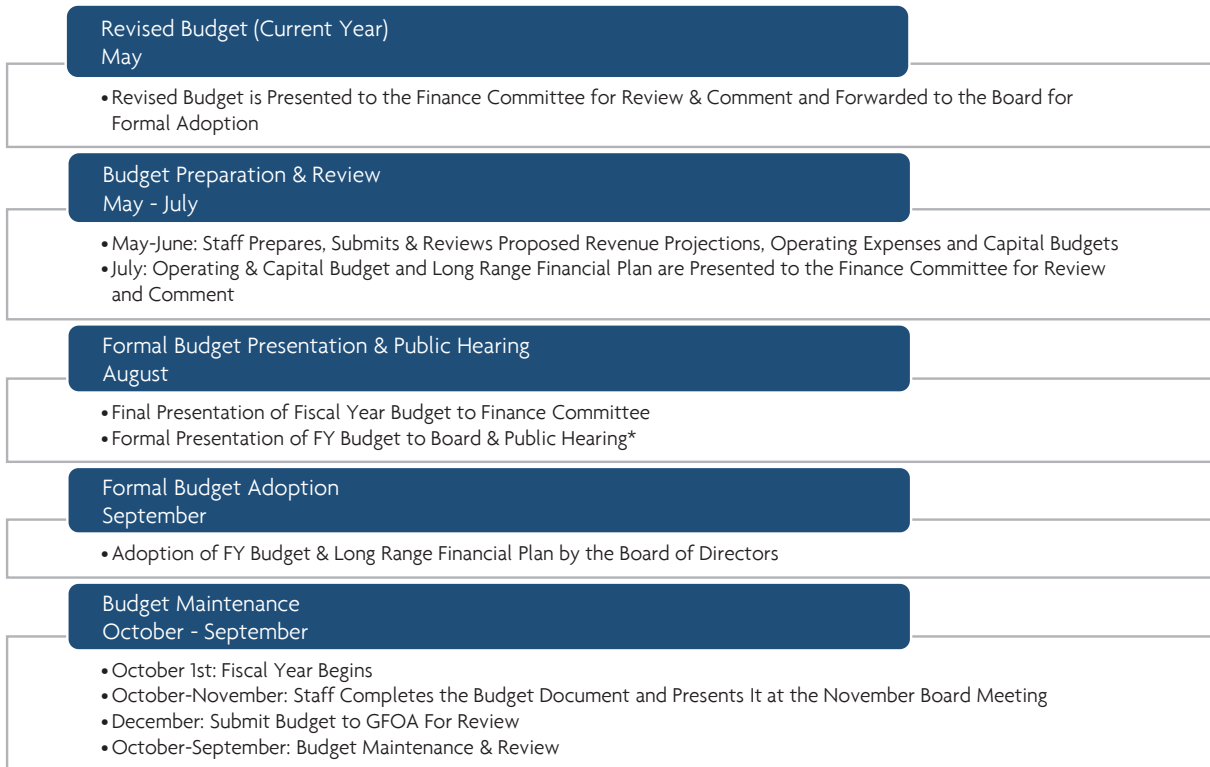 Revised Budget (Current Year)
May
• Revised Budget is Presented to the Finance Committee for Review & Comment and Forwarded to the Board for
Formal Adoption
Budget Preparation & Review
May - July
• May-June: Staff Prepares, Submits & Reviews Proposed Revenue Projections, Operating Expenses and Capital Budgets
• July: Operating & Capital Budget and Long Range Financial Plan are Presented to the Finance Committee for Review
and Comment
Formal Budget Presentation & Public Hearing
August
• Final Presentation of Fiscal Year Budget to Finance Committee
• Formal Presentation of FY Budget to Board & Public Hearing*
Formal Budget Adoption
September
• Adoption of FY Budget & Long Range Financial Plan by the Board of Directors
Budget Maintenance
October - September
• October 1st: Fiscal Year Begins
• October-November: Staff Completes the Budget Document and Presents It at the November Board Meeting
• December: Submit Budget to GFOA For Review
• October-September: Budget Maintenance & Review